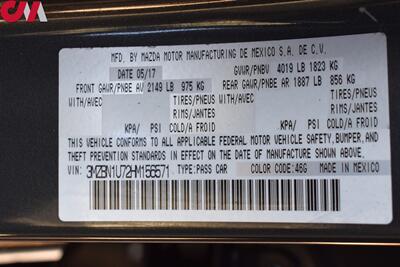 CM
MFD. BY MAZDA MOTOR MANUFACTURING DE MEXICO S.A. DE C.V.
DATE 05/17 GVWR/PNBV 4019 LB 1823 KG
FRONT GAWR/PNBE AV 2149 LB 975 KG REAR GAWR/PNBE AR 1887 LB 856 KG
WITH/AVEC TIRES/PNEUS WITH/AVEC TIRES/PNEUS
RIMS/JANTES RIMS/JANTES
KPA/ PSI COLD/A FROID KPA/ PSI COLD/A FROID
THIS VEHICLE CONFORMS TO ALL APPLICABLE FEDERAL MOTOR VEHICLE SAFETY, BUMPER, AND
THEFT PREVENTION STANDARDS IN EFFECT ON THE DATE OF MANUFACTURE SHOWN ABOVE.
VIN: 3MZBN1U72HM156571 TYPE:PASS CAR COLOR CODE:46G MADE IN MEXICO